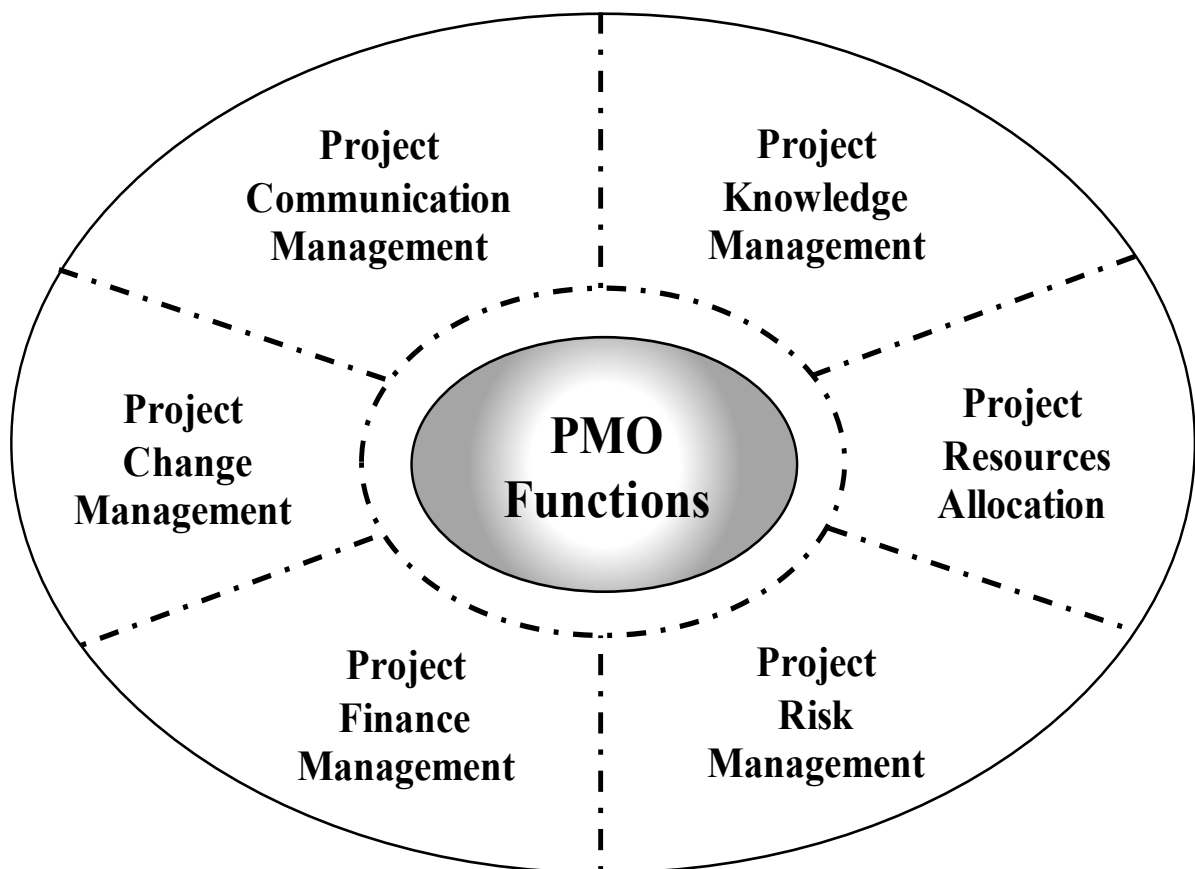 Project
Communication
Management
Project
Knowledge
Management
Project
Change
Management
PMO
Functions
Project
Resources
Allocation
Project
Finance
Management
Project
Risk
Management